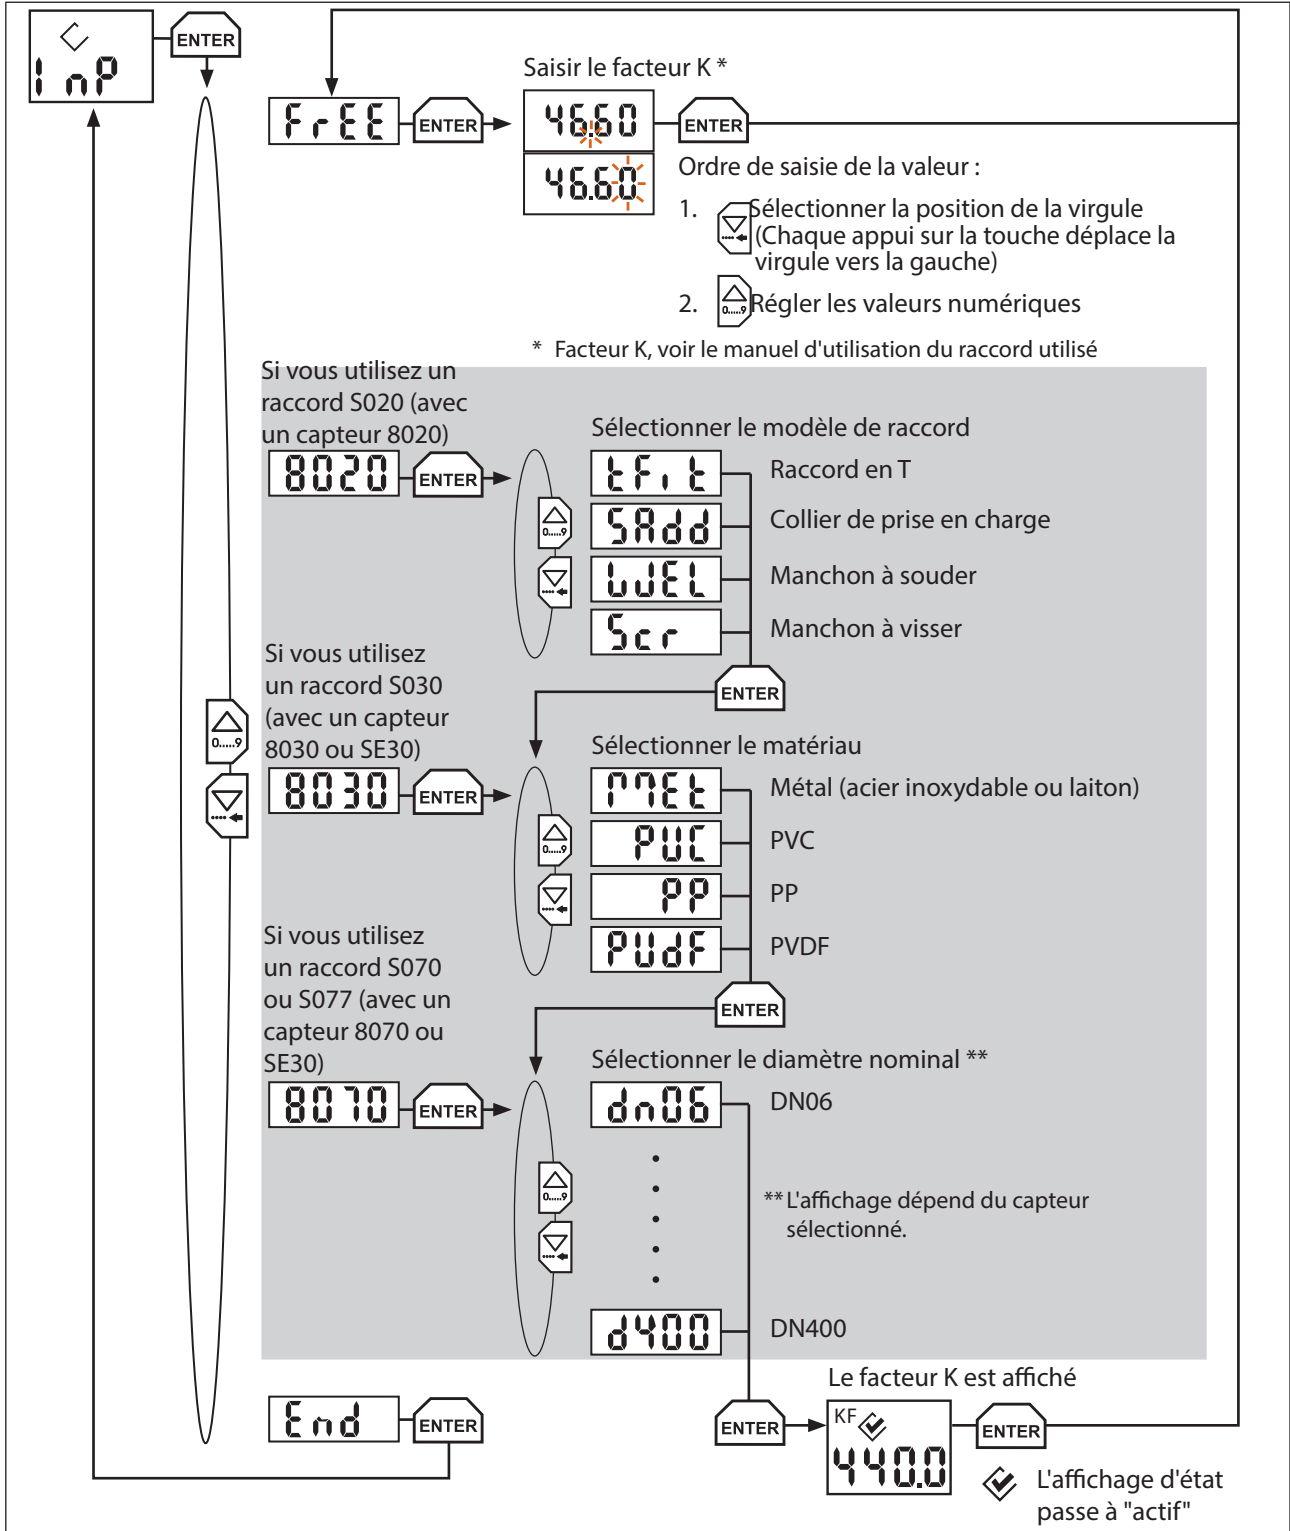 InP
ENTER
Saisir le facteur K *
FrEE
ENTER
46.60
ENTER
46.60
Ordre de saisie de la valeur :
1. Sélectionner la position de la virgule
(Chaque appui sur la touche déplace la
virgule vers la gauche)
2. 0.....9 Régler les valeurs numériques
* Facteur K, voir le manuel d'utilisation du raccord utilisé
Si vous utilisez un
raccord S020 (avec
un capteur 8020)
8020
ENTER
Sélectionner le modèle de raccord
tFit
Raccord en T
SAdd
Collier de prise en charge
0.....9
WEL
Manchon à souder
Scr
Manchon à visser
ENTER
Si vous utilisez
un raccord S030
(avec un capteur
8030 ou SE30)
0.....9
8030
ENTER
Sélectionner le matériau
MEt
Métal (acier inoxydable ou laiton)
PVC
PVC
0.....9
PP
PP
PVdF
PVDF
ENTER
Si vous utilisez
un raccord S070
ou S077 (avec un
capteur 8070 ou
SE30)
8070
ENTER
Sélectionner le diamètre nominal **
dn06
DN06
0.....9
** L'affichage dépend du capteur
sélectionné.
d400
DN400
End
ENTER
ENTER
Le facteur K est affiché
KF
440.0
ENTER
L'affichage d'état
passe à "actif"